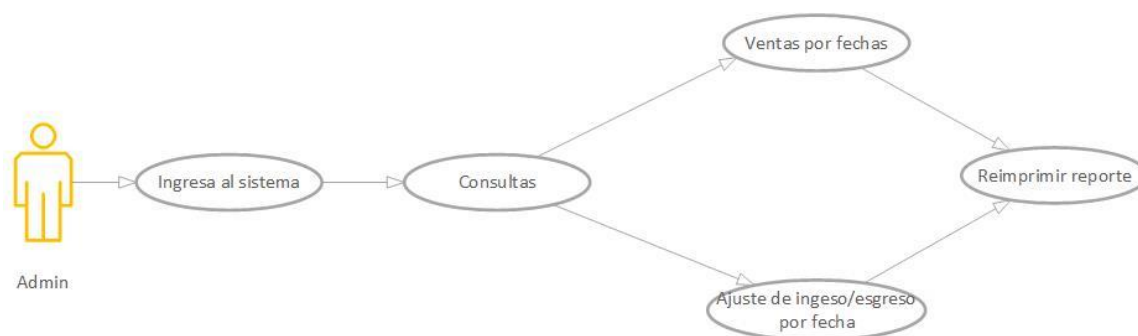 Ventas por fechas
Ingresa al sistema
Consultas
Reimprimir reporte
Admin
Ajuste de ingeso/esgreso
por fecha